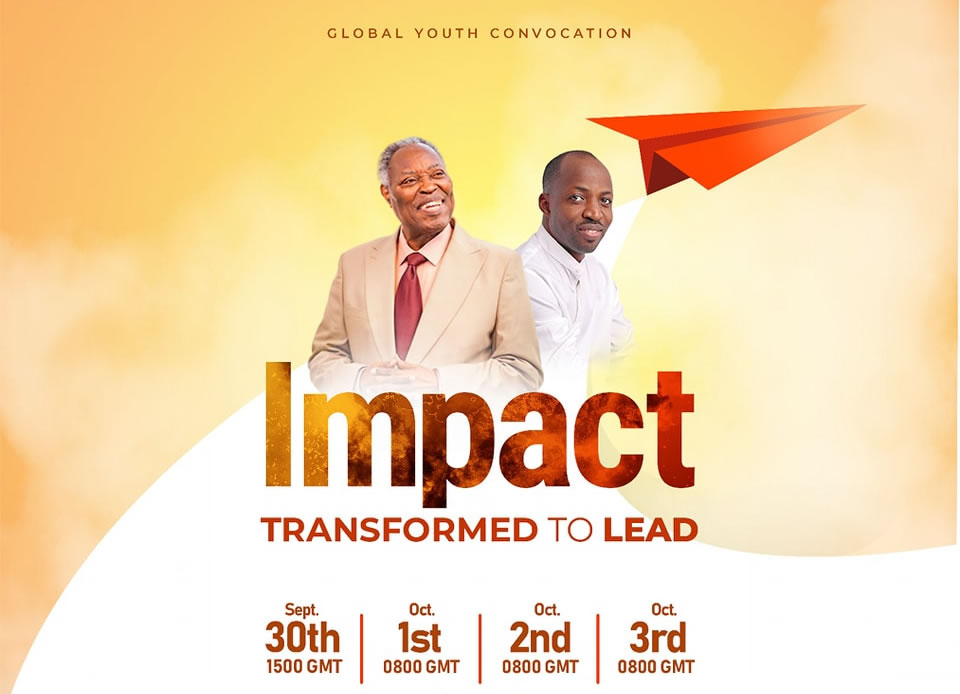 GLOBAL YOUTH CONVOCATION
Impact
TRANSFORMED TO LEAD
Sept.
30th
1500 GMT
Oct.
1st
0800 GMT
Oct.
2nd
0800 GMT
Oct.
3rd
0800 GMT